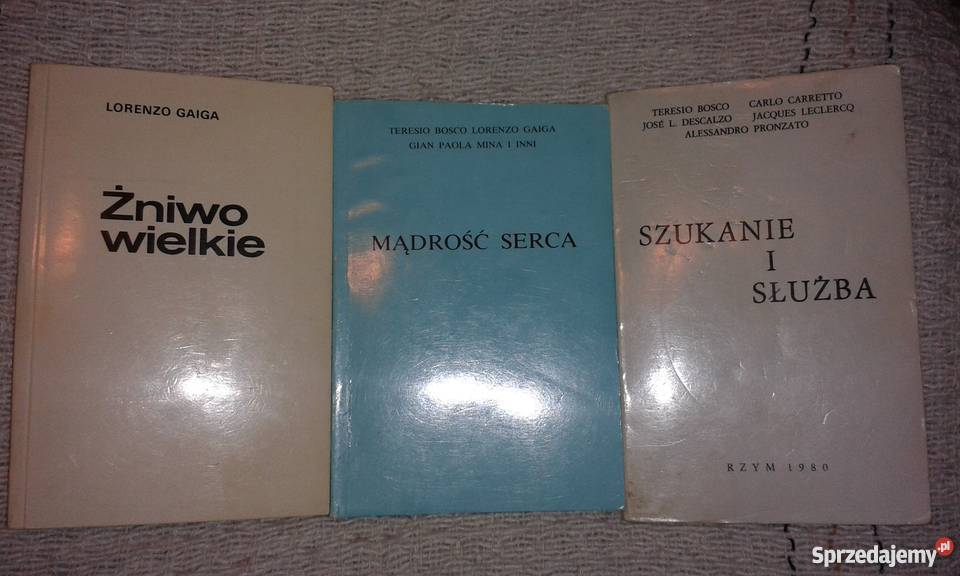 LORENZO GAIGA
Żniwo
wielkie
TERESIO BOSCO LORENZO GAIGA
GIAN PAOLA MINA I INNI
MĄDROŚĆ SERCA
TERESIO BOSCO CARLO CARRETTO
JOSÉ L. DESCALZO JACQUES LECLERCQ
ALESSANDRO PRONZATO
SZUKANIE
I
SŁUŻBA
RZYM 1980
Sprzedajemy.pl